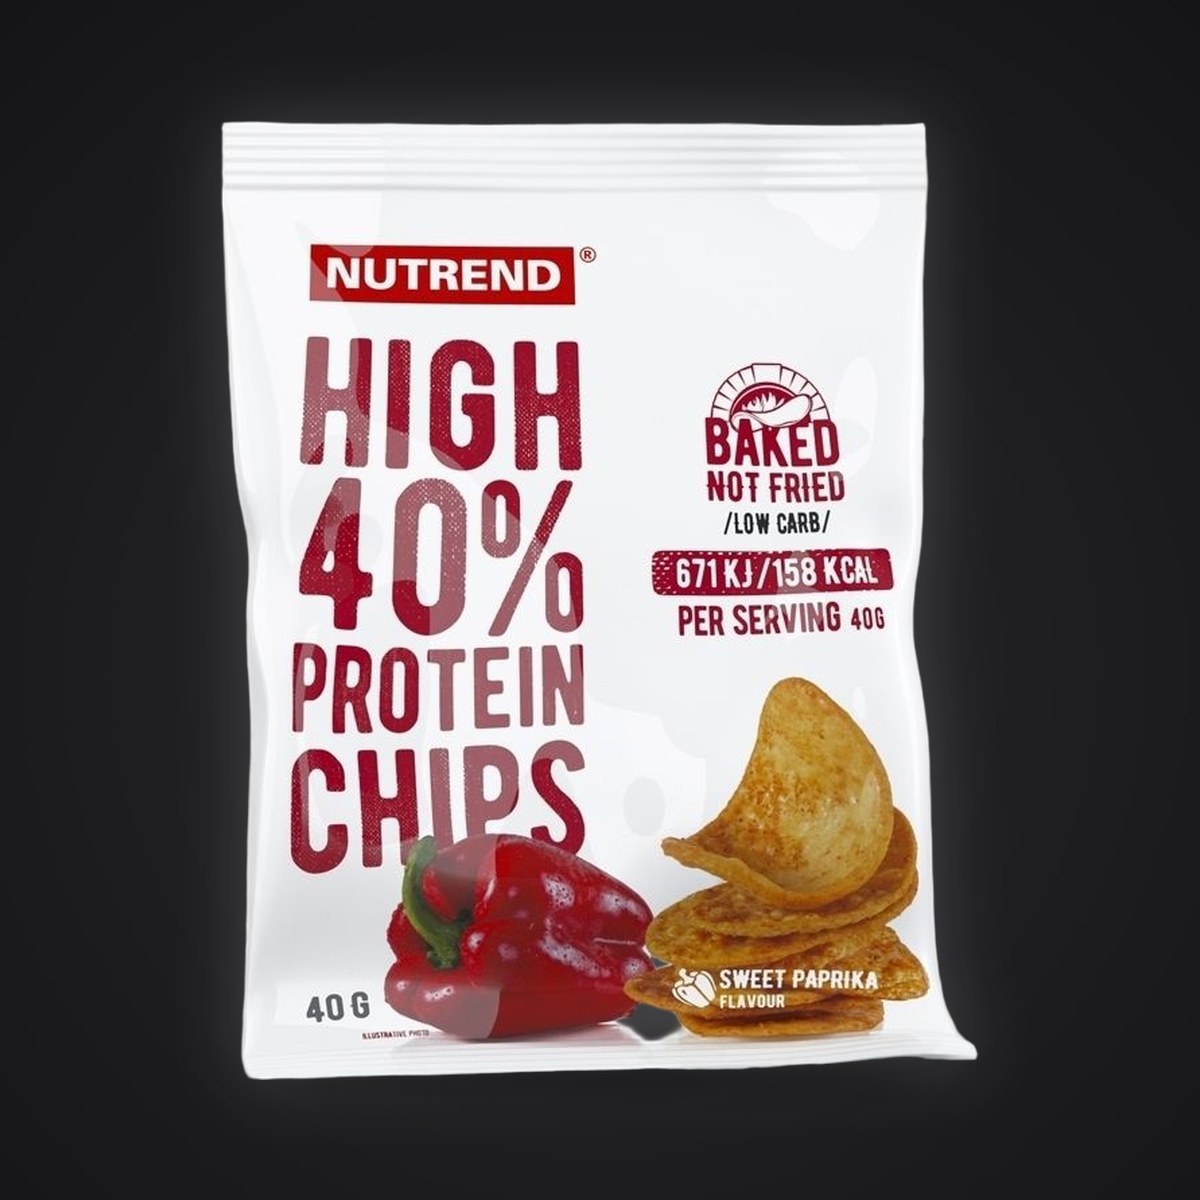 NUTREND®
HIGH
40%
PROTEIN
CHIPS
BAKED
NOT FRIED
/LOW CARB/
671 KJ/158 KCAL
PER SERVING 40G
SWEET PAPRIKA
FLAVOUR
40 G
ILLUSTRATIVE PHOTO